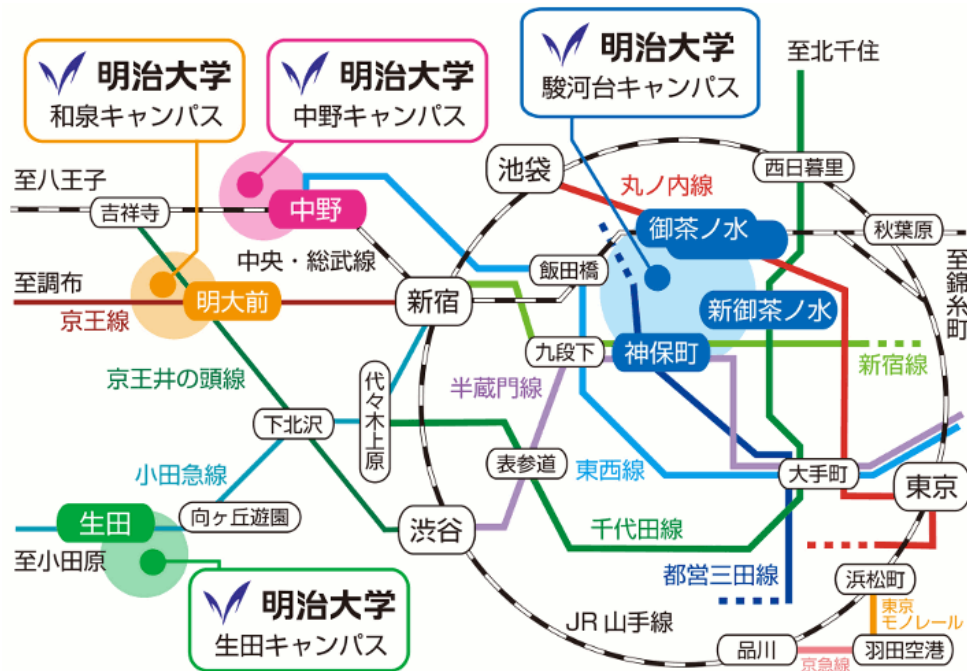 明治大学
和泉キャンパス
明治大学
中野キャンパス
明治大学
駿河台キャンパス
至北千住
池袋
西日暮里
丸ノ内線
至八王子
吉祥寺
中野
御茶ノ水
秋葉原
中央・総武線
飯田橋
至錦糸町
至調布
明大前
新宿
新御茶ノ水
京王線
九段下
神保町
新宿線
京王井の頭線
半蔵門線
代々木上原
下北沢
表参道
東西線
大手町
小田急線
東京
生田
向ヶ丘遊園
渋谷
千代田線
至小田原
都営三田線
浜松町
明治大学
生田キャンパス
JR山手線
東京
モノレール
品川
京急線
羽田空港